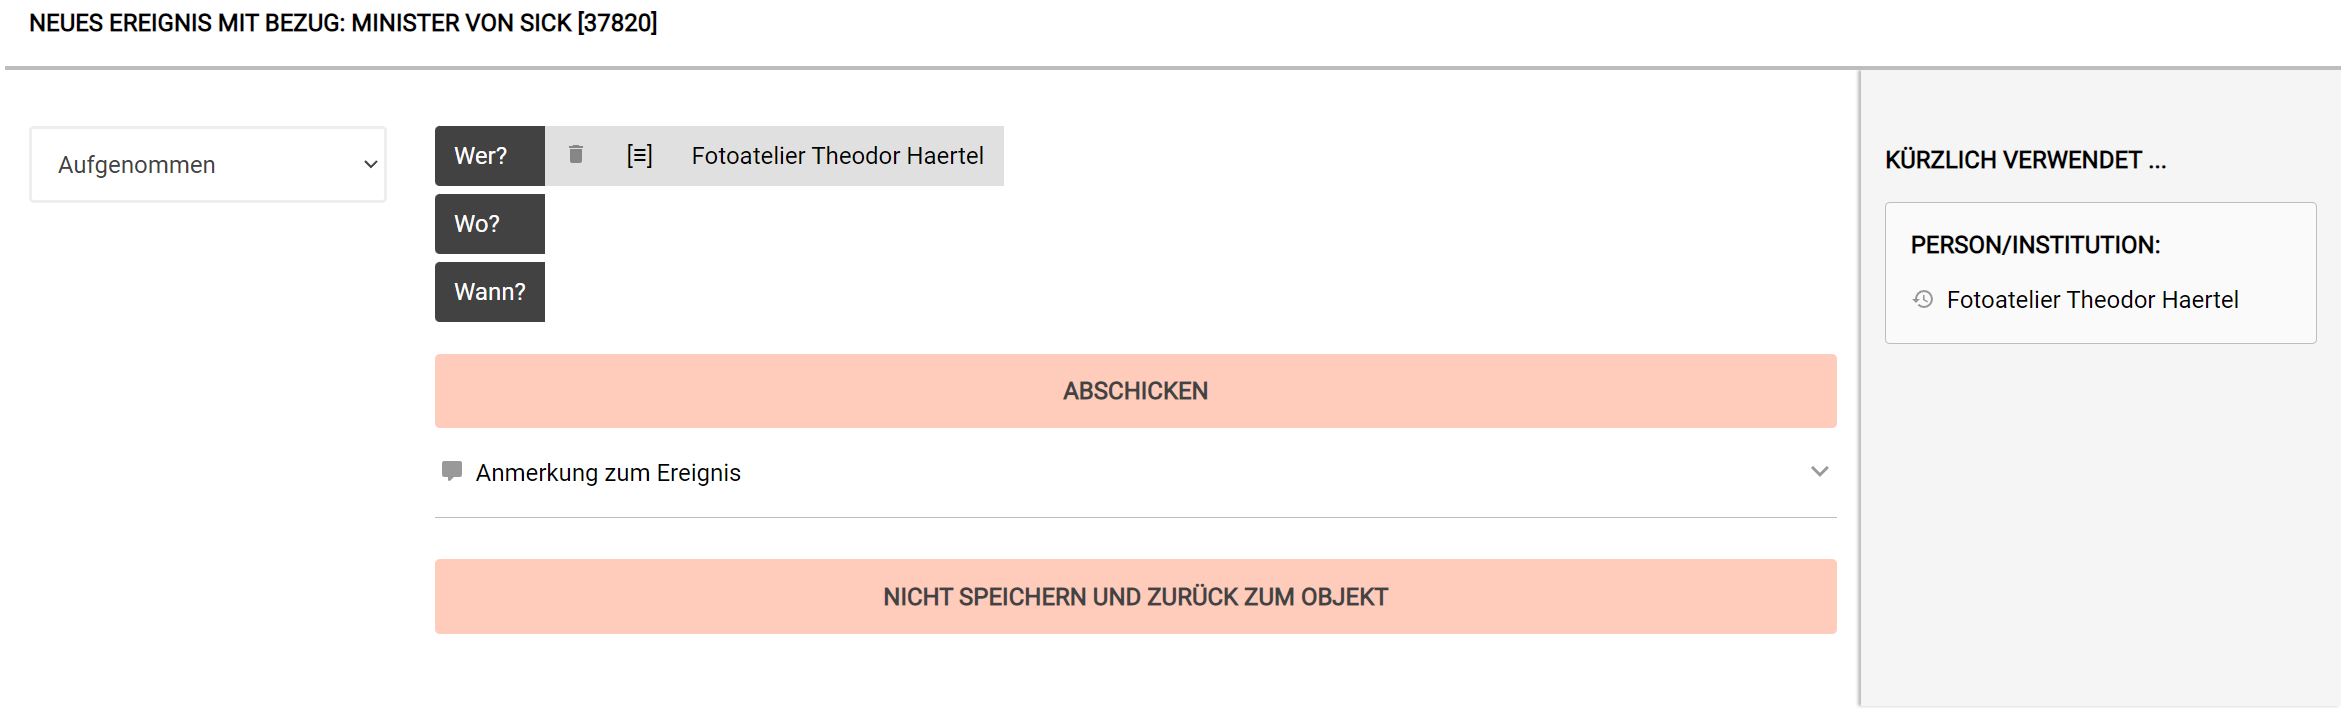 NEUES EREIGNIS MIT BEZUG: MINISTER VON SICK [37820]
Aufgenommen
Wer? Fotoatelier Theodor Haertel
Wo?
Wann?
ABSCHICKEN
Anmerkung zum Ereignis
NICHT SPEICHERN UND ZURÜCK ZUM OBJEKT
KÜRZLICH VERWENDET ...
PERSON/INSTITUTION:
Fotoatelier Theodor Haertel